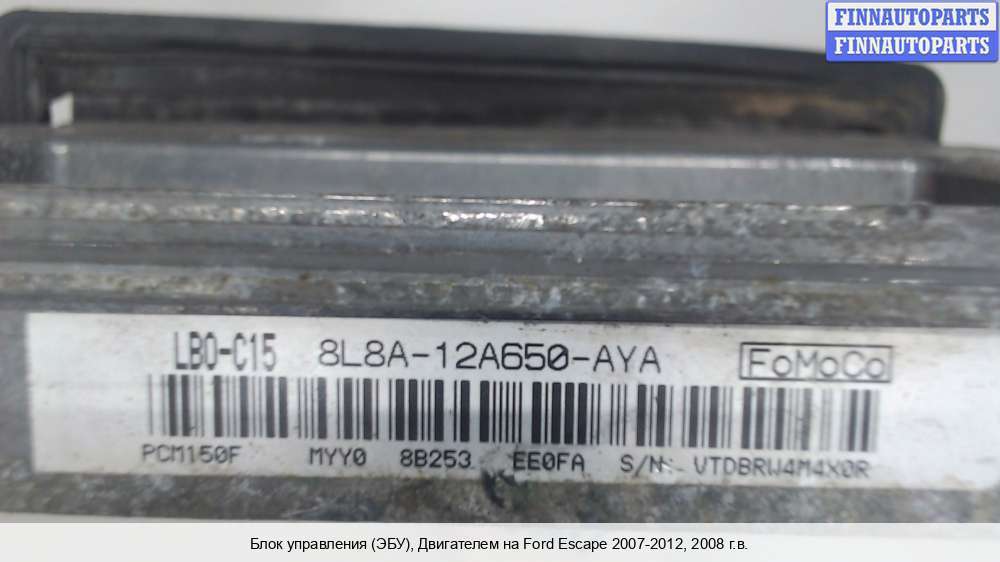 FINNAUTOPARTS
FINNAUTOPARTS
LB0-C15 8L8A-12A650-AYA FoMoCo
PCM150F MYY0 8B253 EE0FA S/N: VTDBRW4M4X0R
Блок управления (ЭБУ), Двигателем на Ford Escape 2007-2012, 2008 г.в.